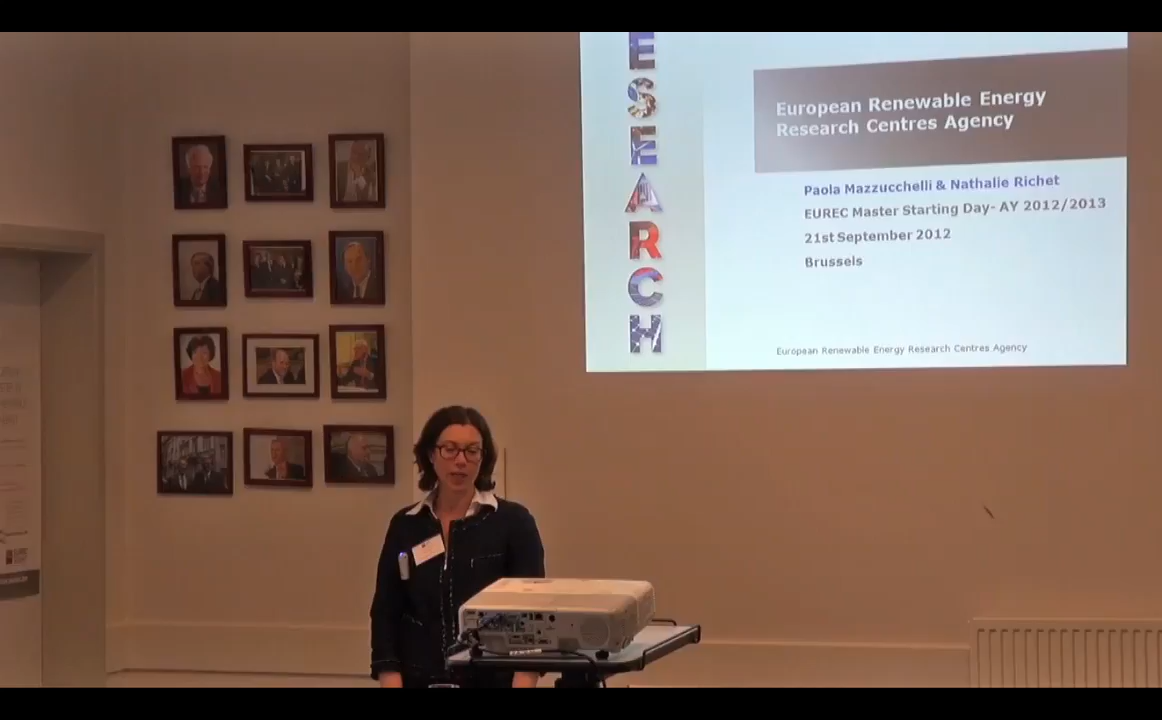 ESEARCH
European Renewable Energy
Research Centres Agency
Paola Mazzucchelli & Nathalie Richet
EUREC Master Starting Day- AY 2012/2013
21st September 2012
Brussels
European Renewable Energy Research Centres Agency